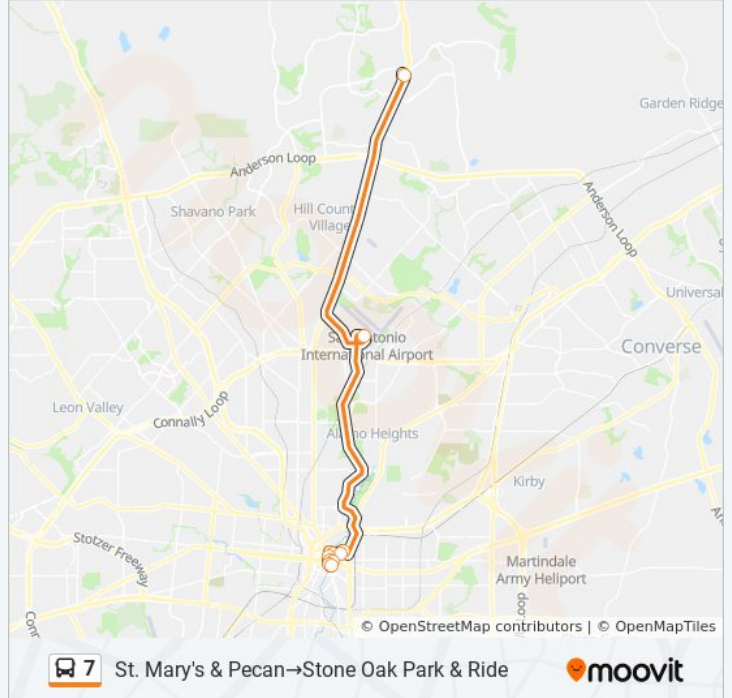 Garden Ridge
Anderson Loop
Shavano Park
Hill Count
Village
Anderson Loop
Universal
San Antonio
International Airport
Converse
Leon Valley
Connally Loop
Alamo Heights
Kirby
Stotzer Freeway
Martindale
Army Heliport
Loop
© OpenStreetMap contributors | © OpenMapTiles
7 St. Mary's & Pecan→Stone Oak Park & Ride
moovit